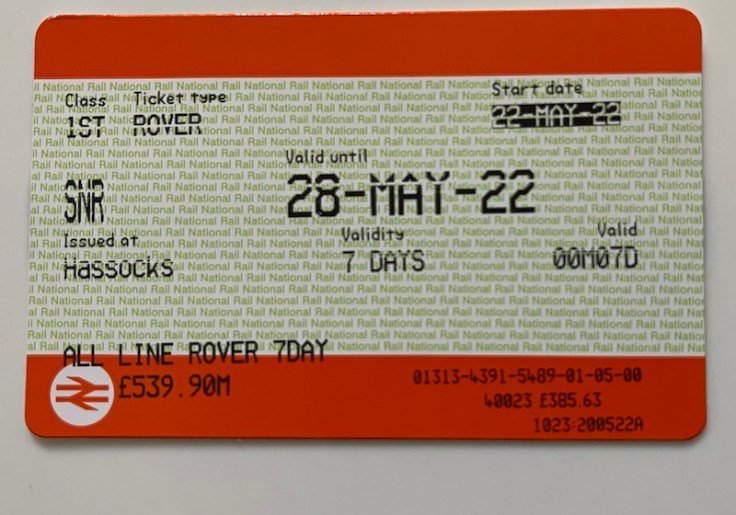 Class Ticket type Start date
1ST ROVER 22-MAY-22
Valid until
SNR 28-MAY-22
Issued at Validity Valid
Hassocks 7 DAYS 00M07D
ALL LINE ROVER 7DAY
£539.90M 01313-4391-5489-01-05-00
40023 £385.63
1023:200522A